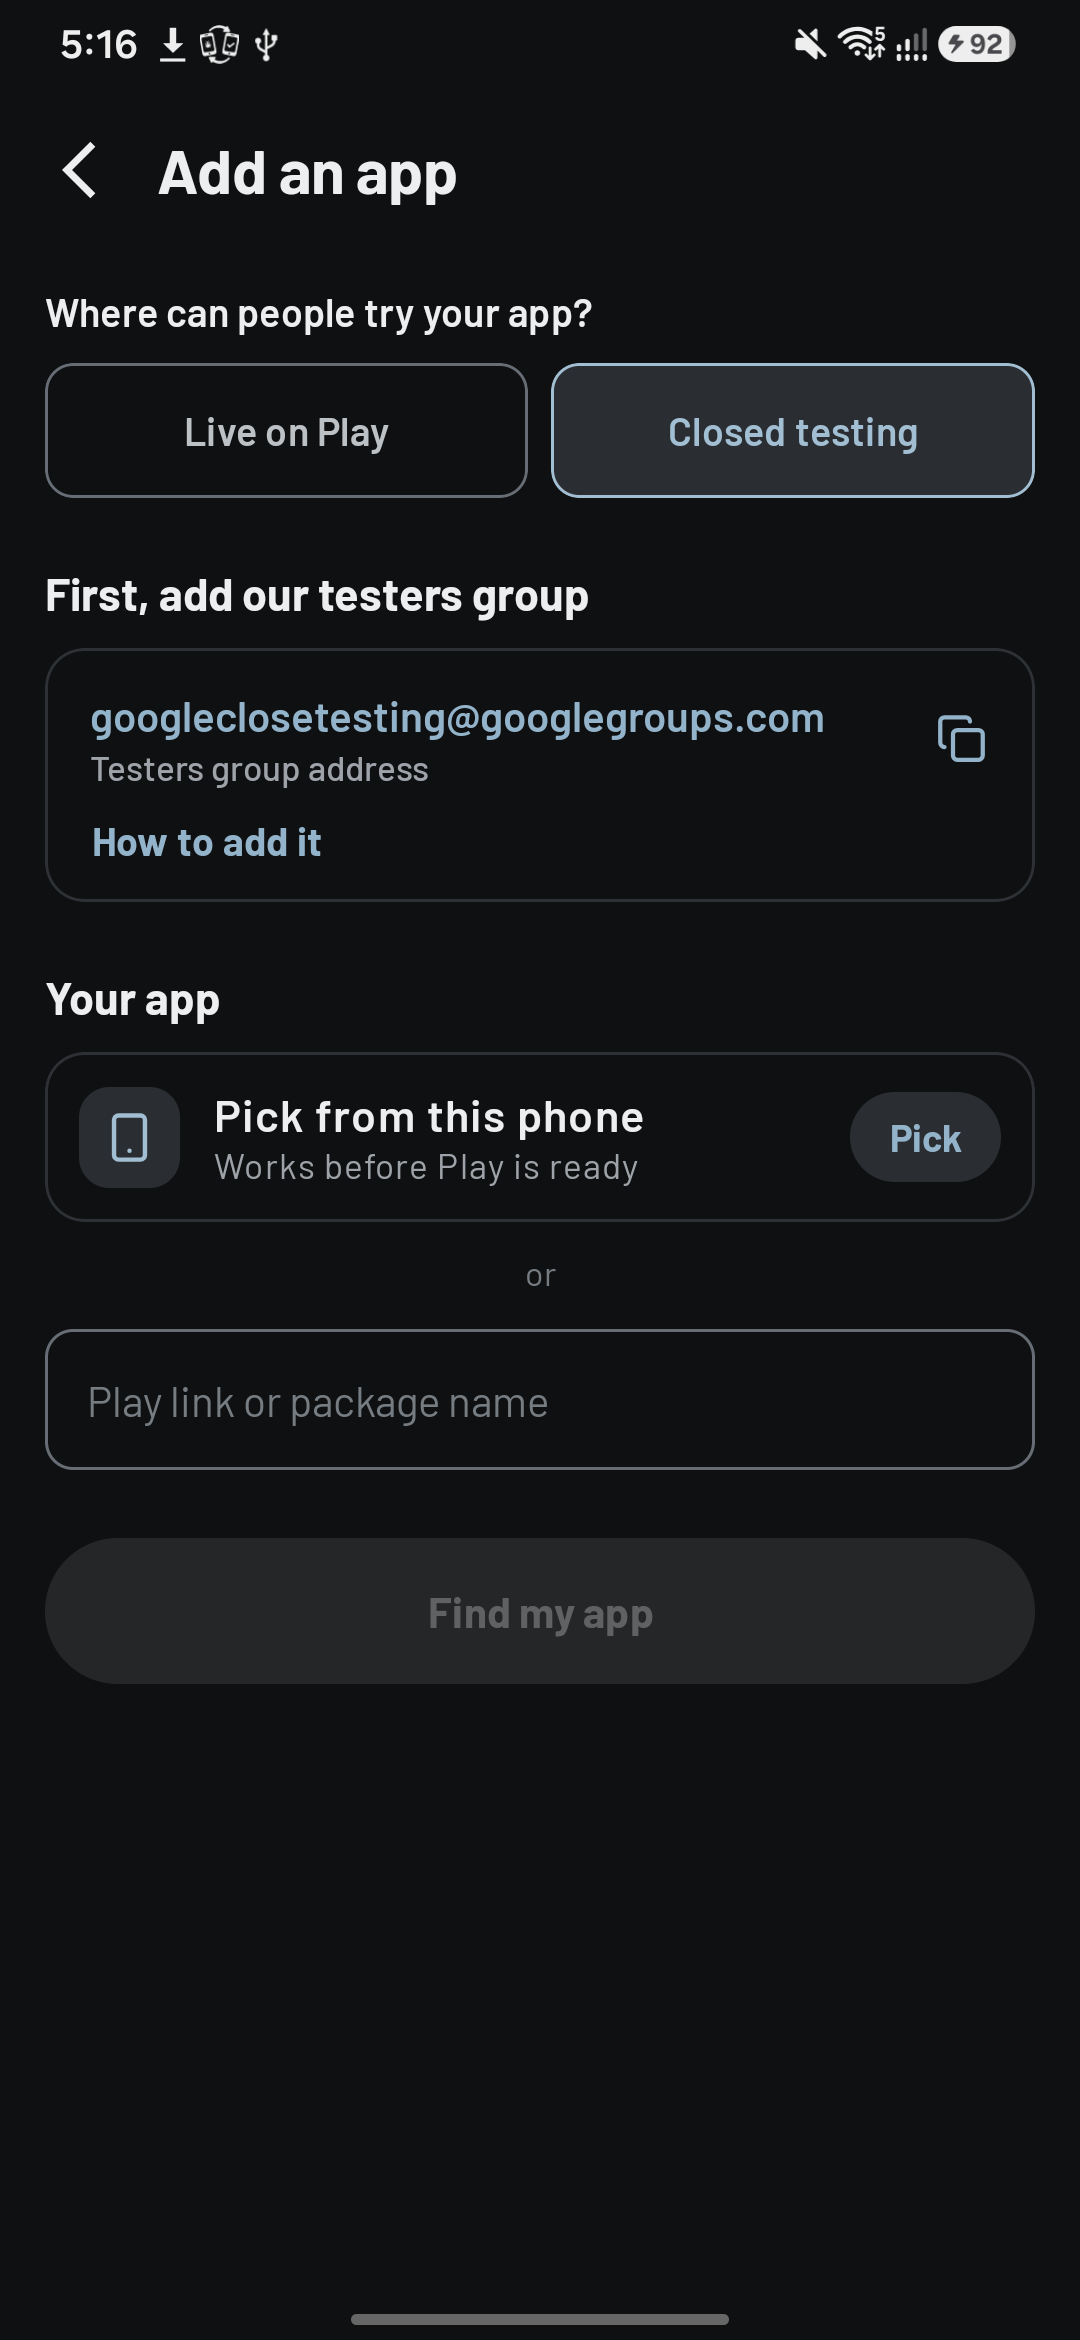 5:16
5
92
Add an app
Where can people try your app?
Live on Play
Closed testing
First, add our testers group
googleclosetesting@googlegroups.com
Testers group address
How to add it
Your app
Pick from this phone
Works before Play is ready
Pick
or
Play link or package name
Find my app